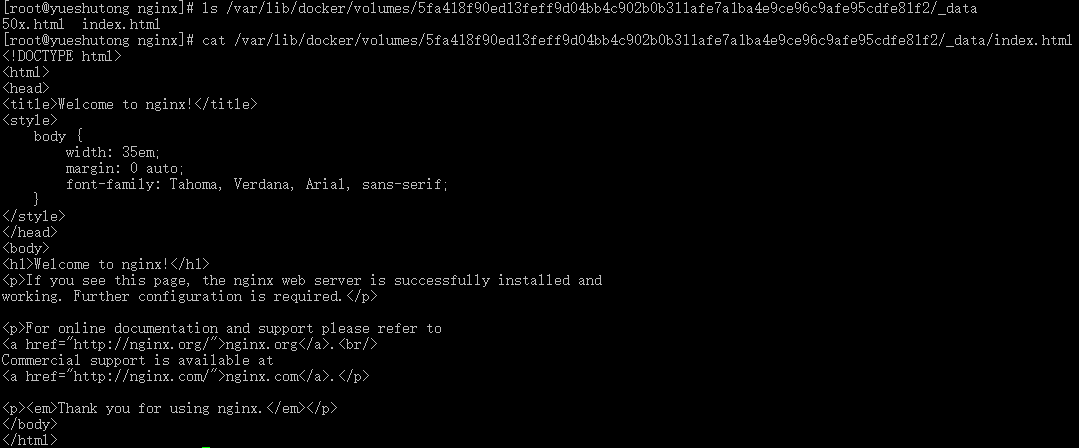 [root@yueshutong nginx]# ls /var/lib/docker/volumes/5fa418f90ed13feff9d04bb4c902b0b311afe7a1ba4e9ce96c9afe95cdfe81f2/_data
50x.html  index.html
[root@yueshutong nginx]# cat /var/lib/docker/volumes/5fa418f90ed13feff9d04bb4c902b0b311afe7a1ba4e9ce96c9afe95cdfe81f2/_data/index.html
<!DOCTYPE html>
<html>
<head>
<title>Welcome to nginx!</title>
<style>
    body {
        width: 35em;
        margin: 0 auto;
        font-family: Tahoma, Verdana, Arial, sans-serif;
    }
</style>
</head>
<body>
<h1>Welcome to nginx!</h1>
<p>If you see this page, the nginx web server is successfully installed and
working. Further configuration is required.</p>

<p>For online documentation and support please refer to
<a href="http://nginx.org/">nginx.org</a>.<br/>
Commercial support is available at
<a href="http://nginx.com/">nginx.com</a>.</p>

<p><em>Thank you for using nginx.</em></p>
</body>
</html>